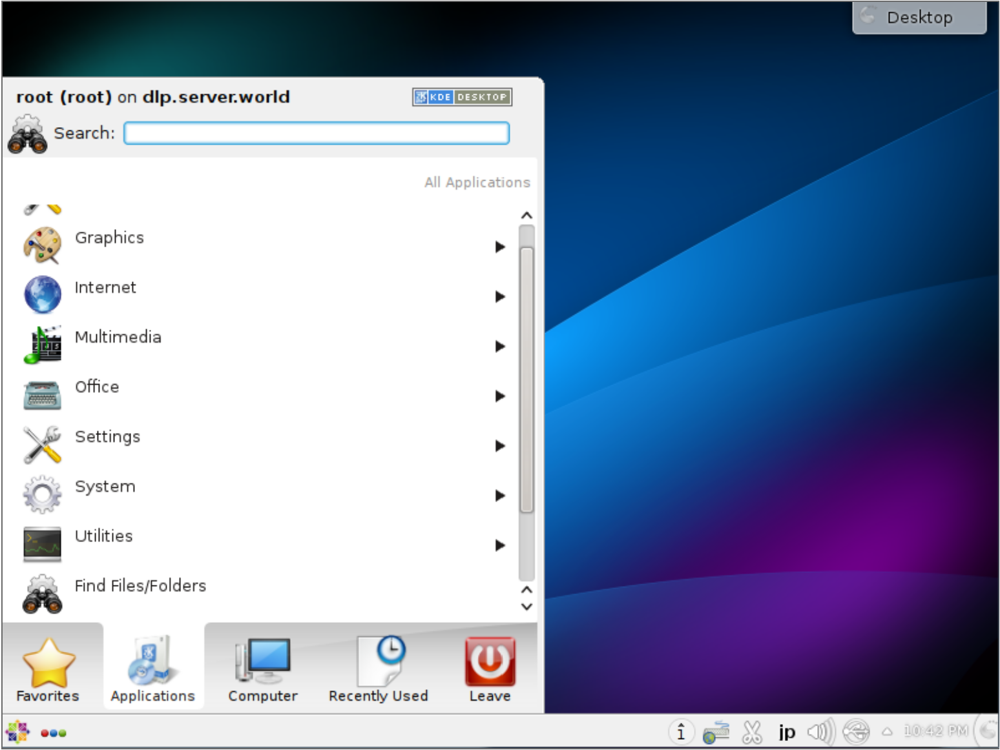 Desktop
root (root) on dlp.server.world
KDE DESKTOP
Search:
All Applications
Graphics
Internet
Multimedia
Office
Settings
System
Utilities
Find Files/Folders
Favorites
Applications
Computer
Recently Used
Leave
jp
10:42 PM